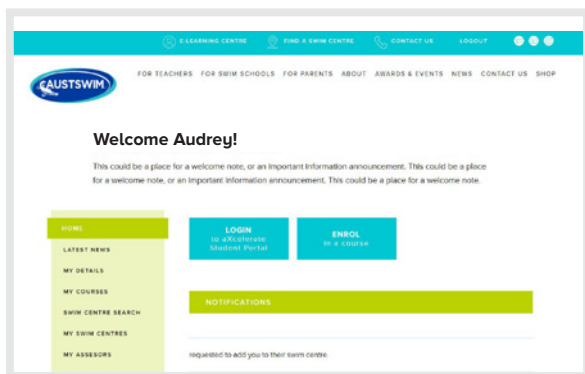 E LEARNING CENTRE FIND A SWIM CENTRE CONTACT US LOGOUT
AUSTSWIM
FOR TEACHERS FOR SWIM SCHOOLS FOR PARENTS ABOUT AWARDS & EVENTS NEWS CONTACT US SHOP
Welcome Audrey!
This could be a place for a welcome note, or an Important Information announcement. This could be a place
for a welcome note, or an Important Information announcement. This could be a place for a welcome note.
HOME
LATEST NEWS
MY DETAILS
MY COURSES
SWIM CENTRE SEARCH
MY SWIM CENTRES
MY ASSESORS
LOGIN
to aXcelerate
Student Portal
ENROL
in a course
NOTIFICATIONS
requested to add you to their swim centre.